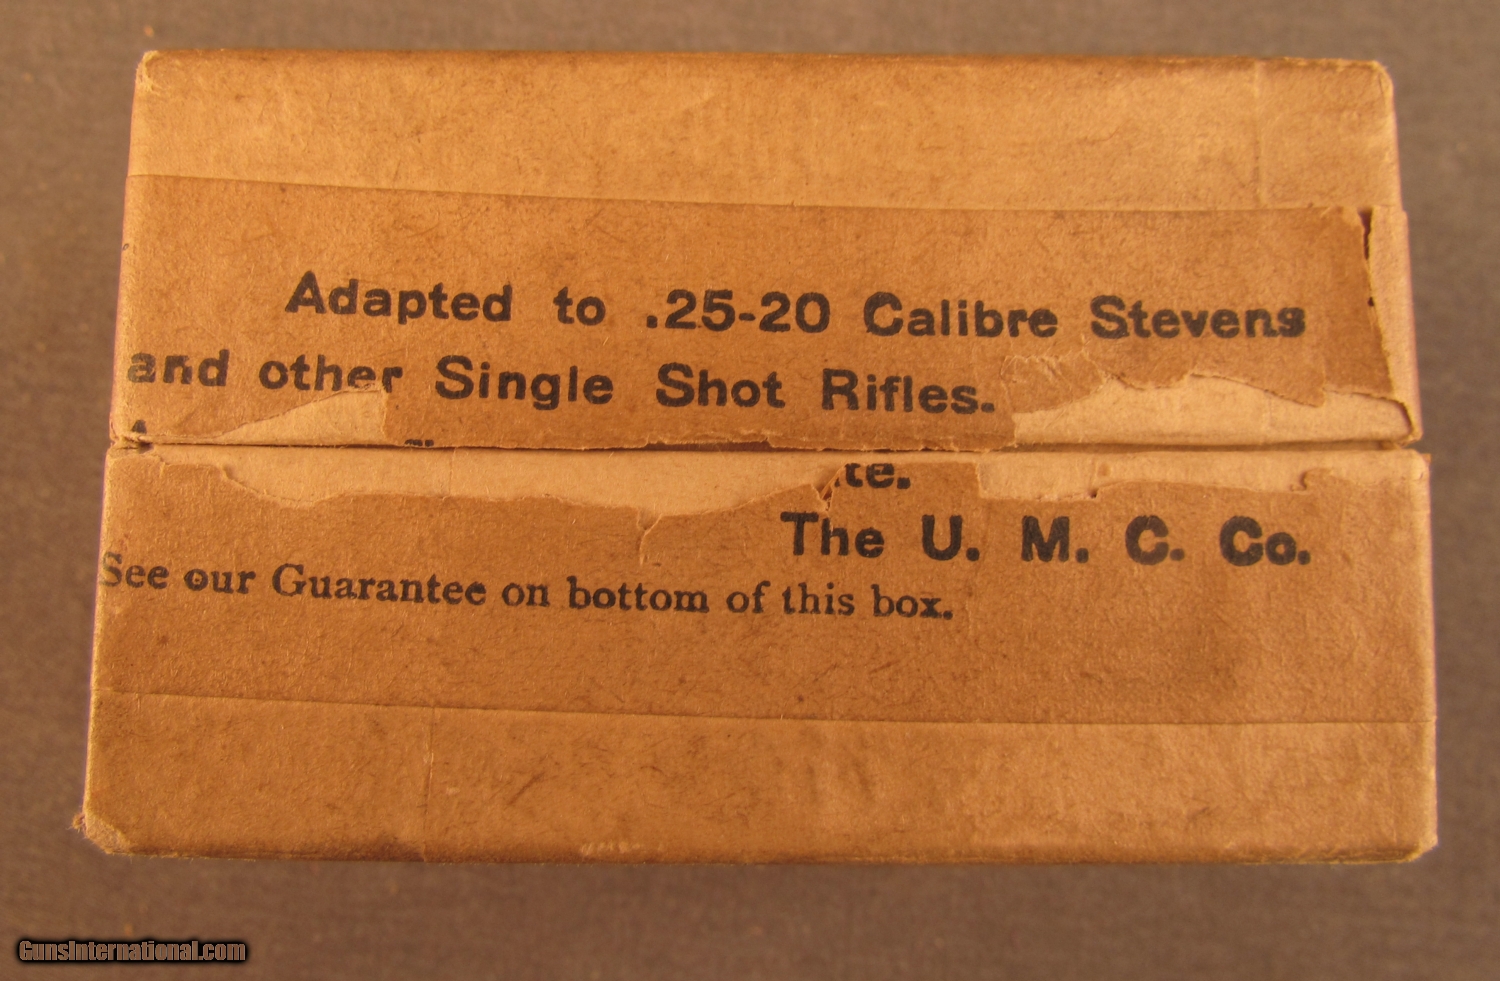 Adapted to .25-20 Calibre Stevens
and other Single Shot Rifles.
The U. M. C. Co.
See our Guarantee on bottom of this box.
GunsInternational.com